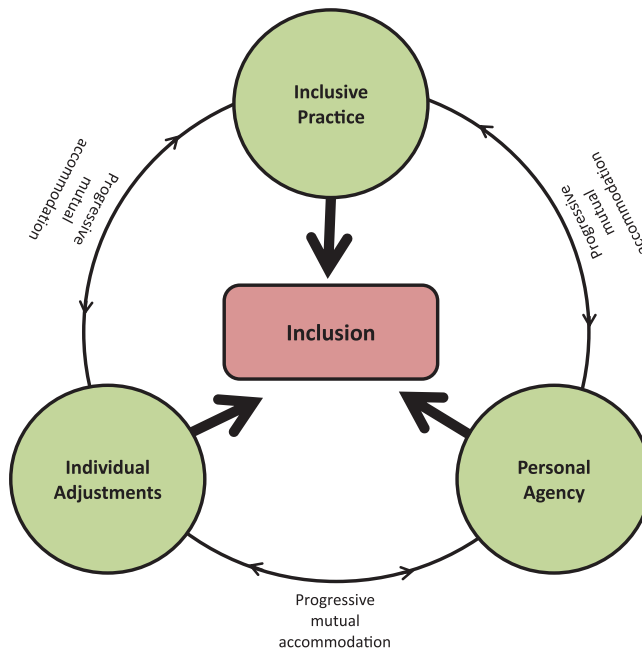 Inclusive
Practice
Progressive
mutual
accommodation
Progressive
mutual
accommodation
Inclusion
Individual
Adjustments
Personal
Agency
Progressive
mutual
accommodation